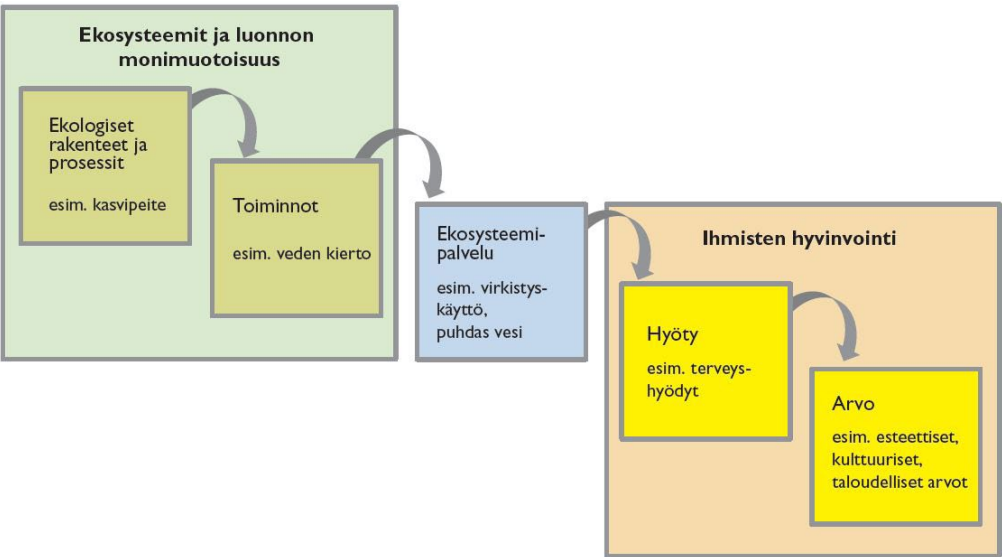 Ekosysteemit ja luonnon
monimuotoisuus
Ekologiset
rakenteet ja
prosessit
esim. kasvipeite
Toiminnot
esim. veden kierto
Ekosysteemi-
palvelu
esim. virkistys-
käyttö,
puhdas vesi
Ihmisten hyvinvointi
Hyöty
esim. terveys-
hyödyt
Arvo
esim. esteettiset,
kulttuuriset,
taloudelliset arvot